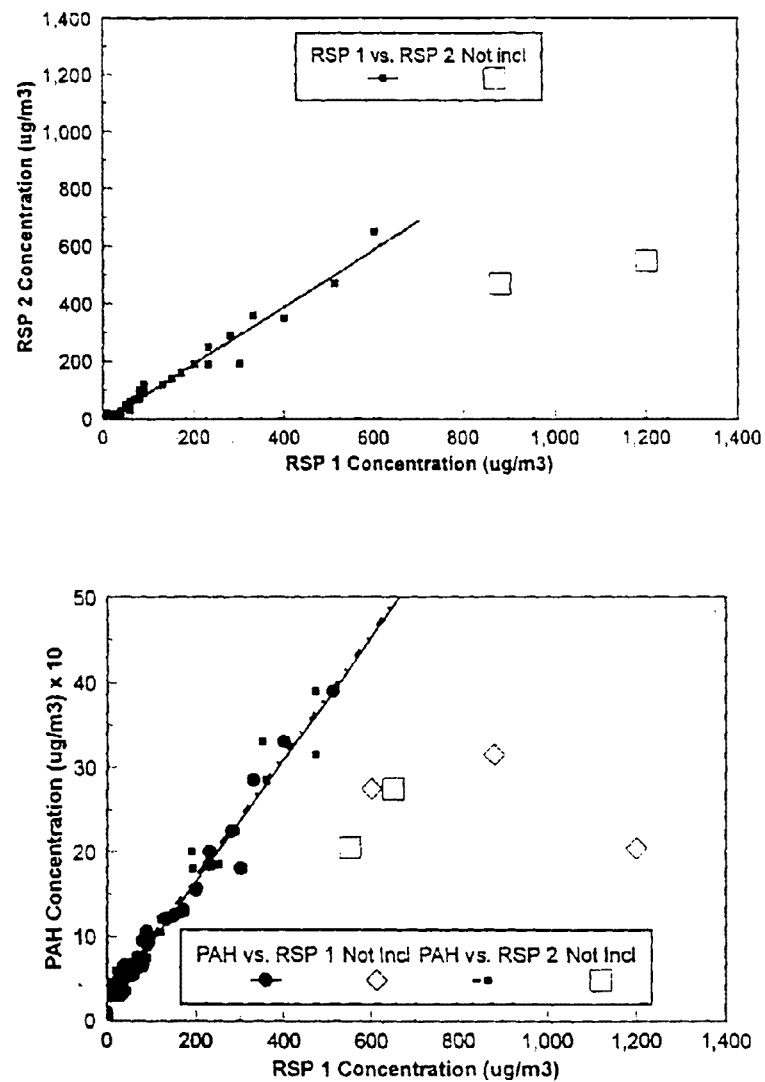 1,400
1,200
1,000
800
600
400
200
0
RSP 2 Concentration (ug/m3)
RSP 1 vs. RSP 2 Not incl
0 200 400 600 800 1,000 1,200 1,400
RSP 1 Concentration (ug/m3)
50
40
30
20
10
0
PAH Concentration (ug/m3) x 10
PAH vs. RSP 1 Not Incl PAH vs. RSP 2 Not Incl
0 200 400 600 800 1,000 1,200 1,400
RSP 1 Concentration (ug/m3)